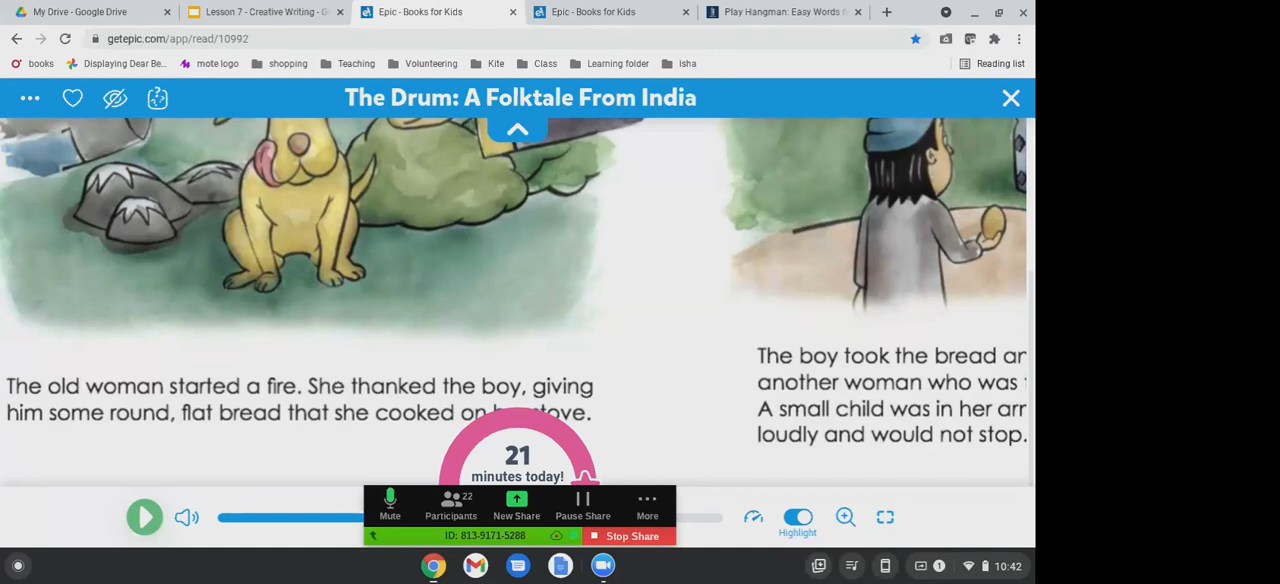 My Drive - Google Drive
Lesson 7 - Creative Writing - G
Epic - Books for Kids
Epic - Books for Kids
Play Hangman: Easy Words f
getepic.com/app/read/10992
books
Displaying Dear Be...
mote logo
shopping
Teaching
Volunteering
Kite
Class
Learning folder
Isha
Reading list
The Drum: A Folktale From India
The old woman started a fire. She thanked the boy, giving
him some round, flat bread that she cooked on stove.
The boy took the bread
another woman who was
A small child was in her
loudly and would not stop.
21
minutes today!
Mute
Participants
22
New Share
Pause Share
More
ID: 813-9171-5288
Stop Share
Highlight
1
10:42